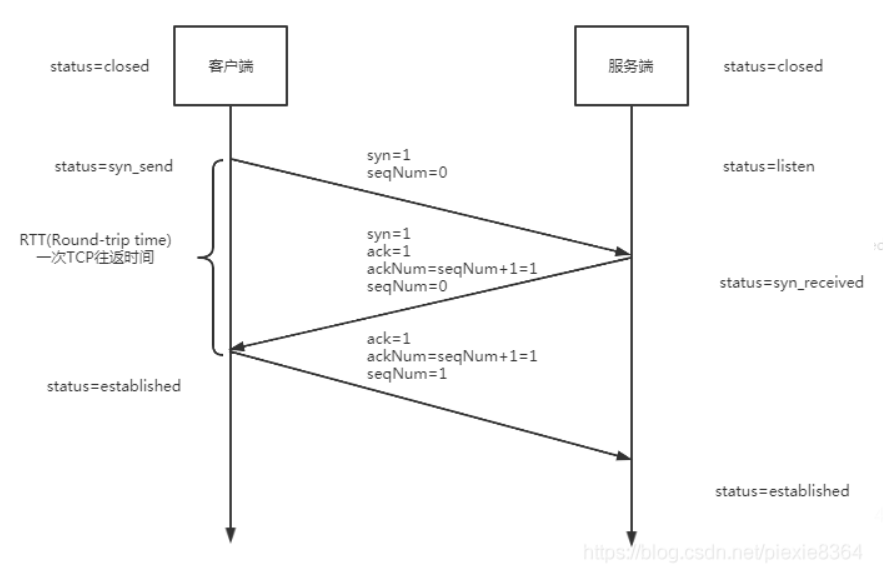 status=closed
客户端
服务端
status=closed
status=syn_send
syn=1
seqNum=0
status=listen
RTT(Round-trip time)
一次TCP往返时间
syn=1
ack=1
ackNum=seqNum+1=1
seqNum=0
status=syn_received
ack=1
ackNum=seqNum+1=1
seqNum=1
status=established
status=established
https://blog.csdn.net/piexie8364